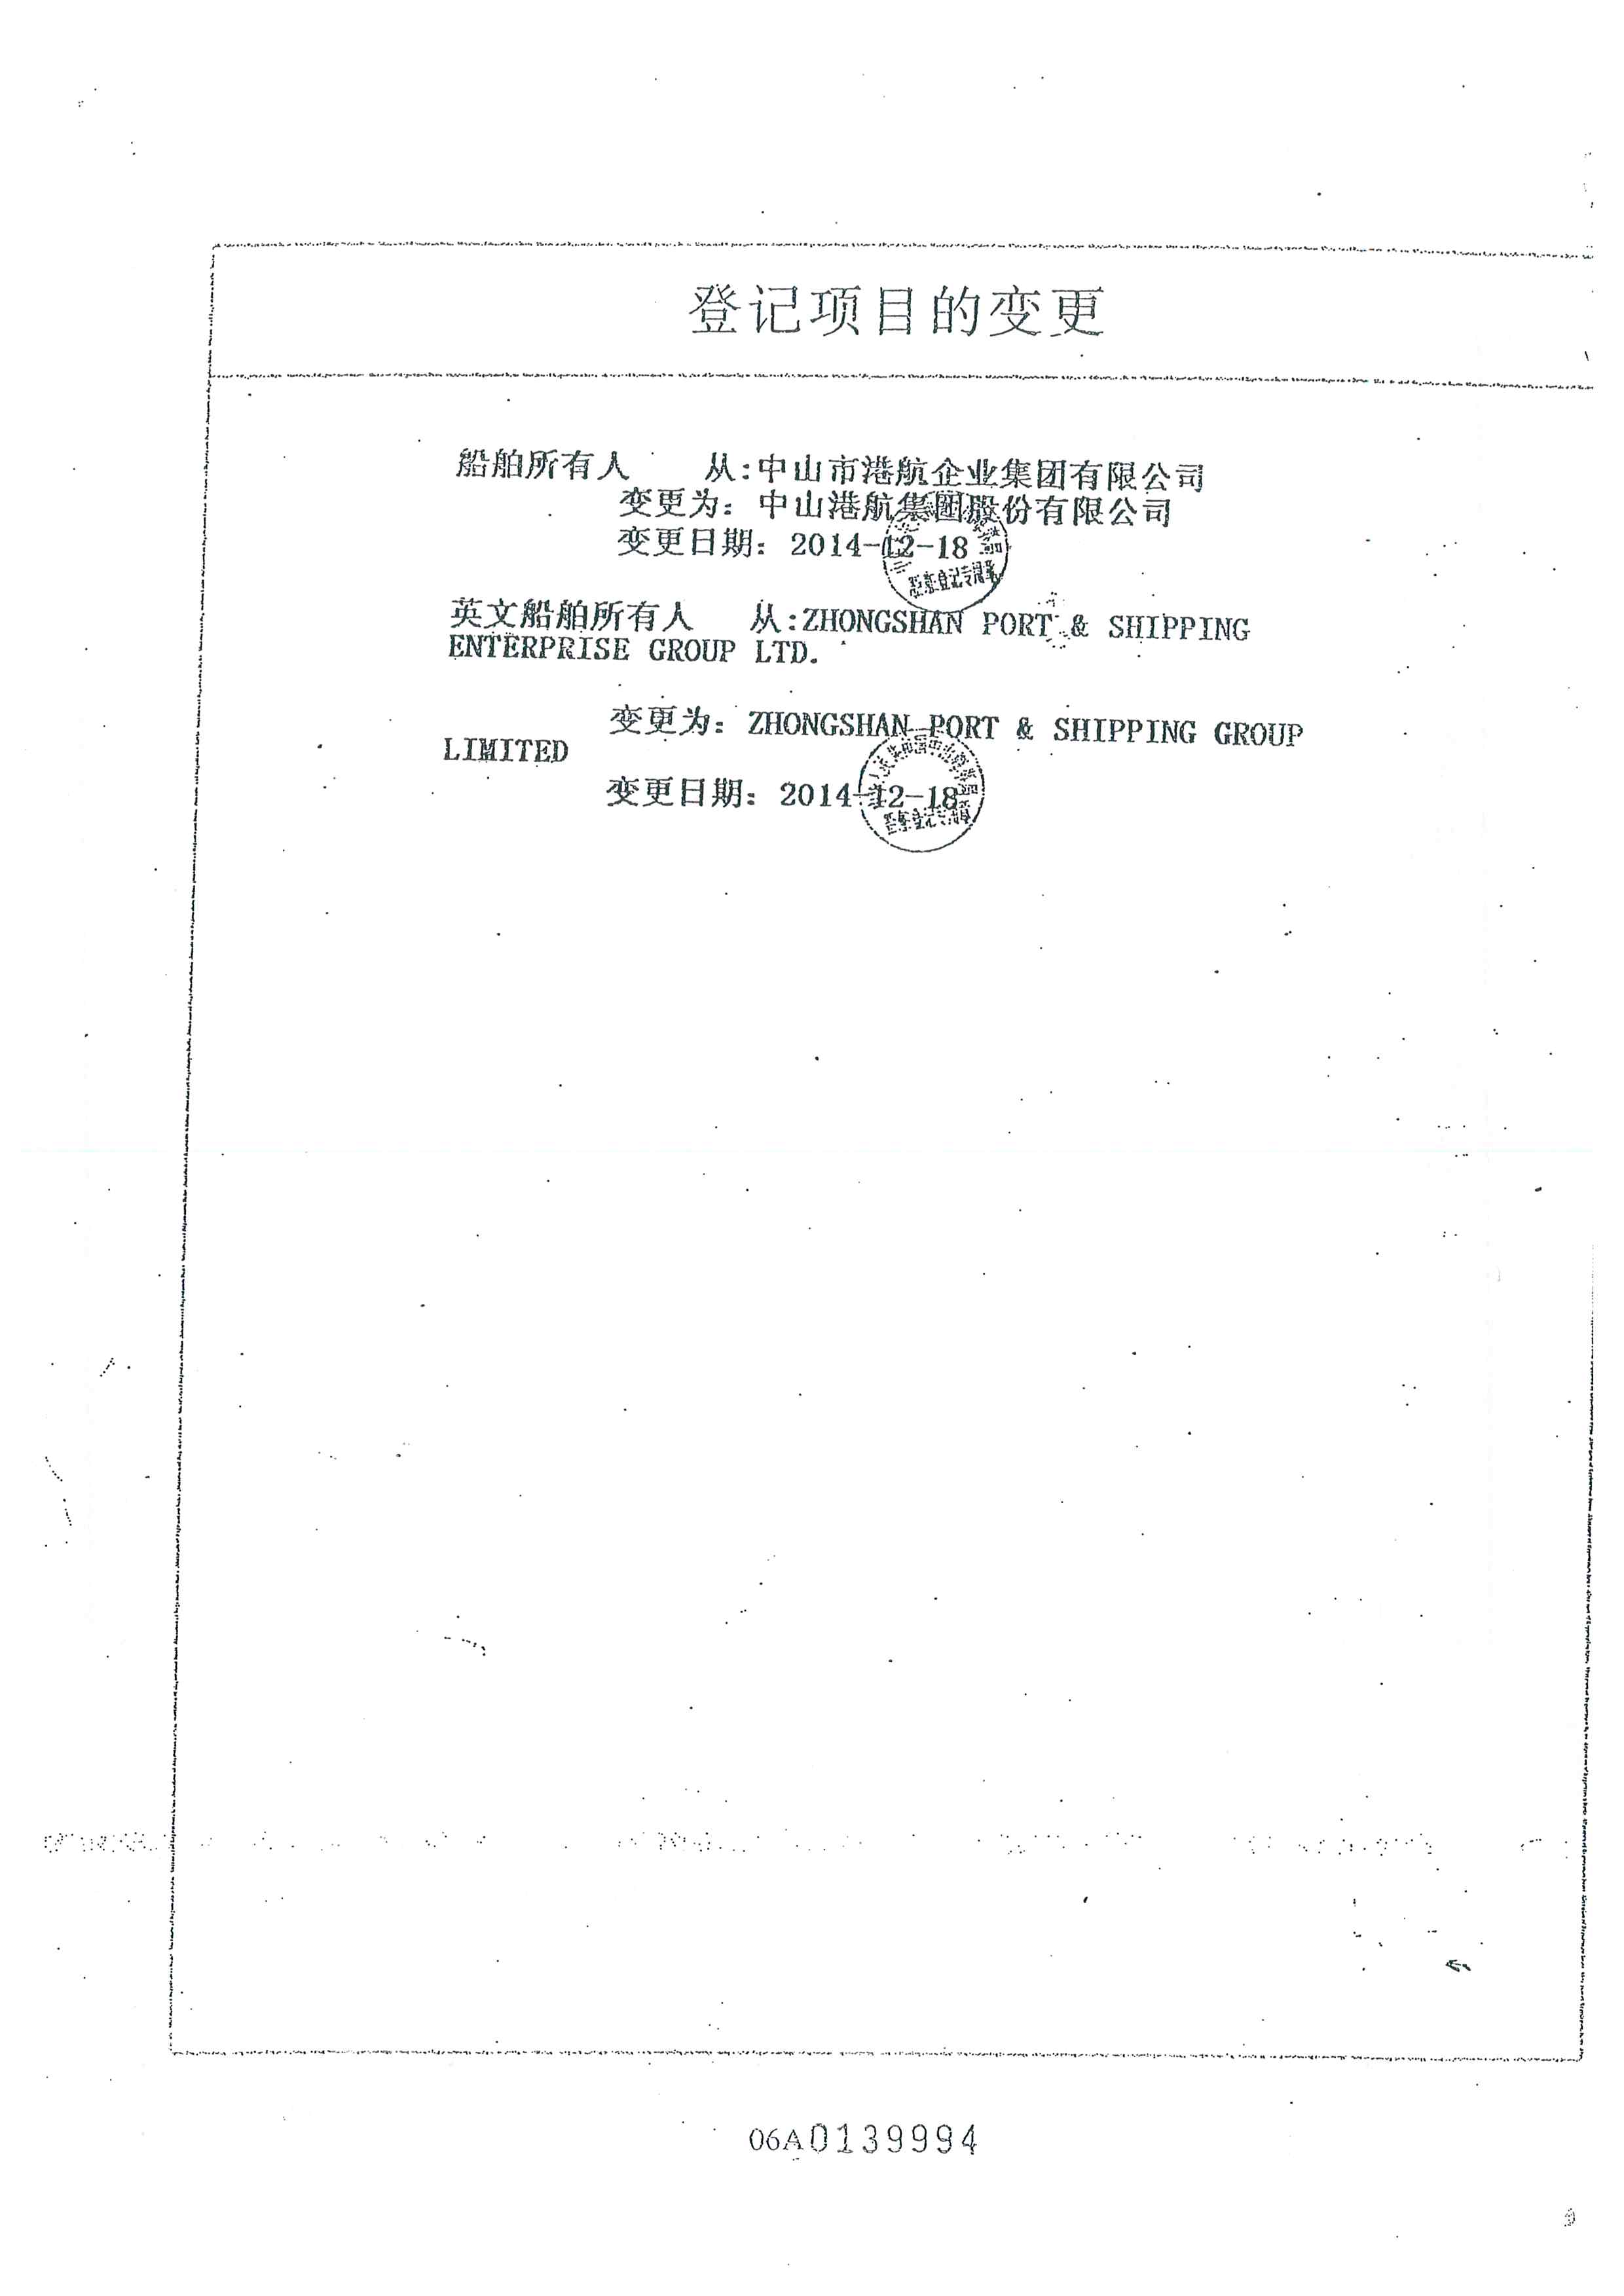 登记项目的变更
船舶所有人 从:中山市港航企业集团有限公司
变更为: 中山港航集团股份有限公司
变更日期: 2014-12-18
英文船舶所有人 从:ZHONGSHAN PORT & SHIPPING
ENTERPRISE GROUP LTD.
变更为: ZHONGSHAN PORT & SHIPPING GROUP
LIMITED
变更日期: 2014-12-18
06A0139994